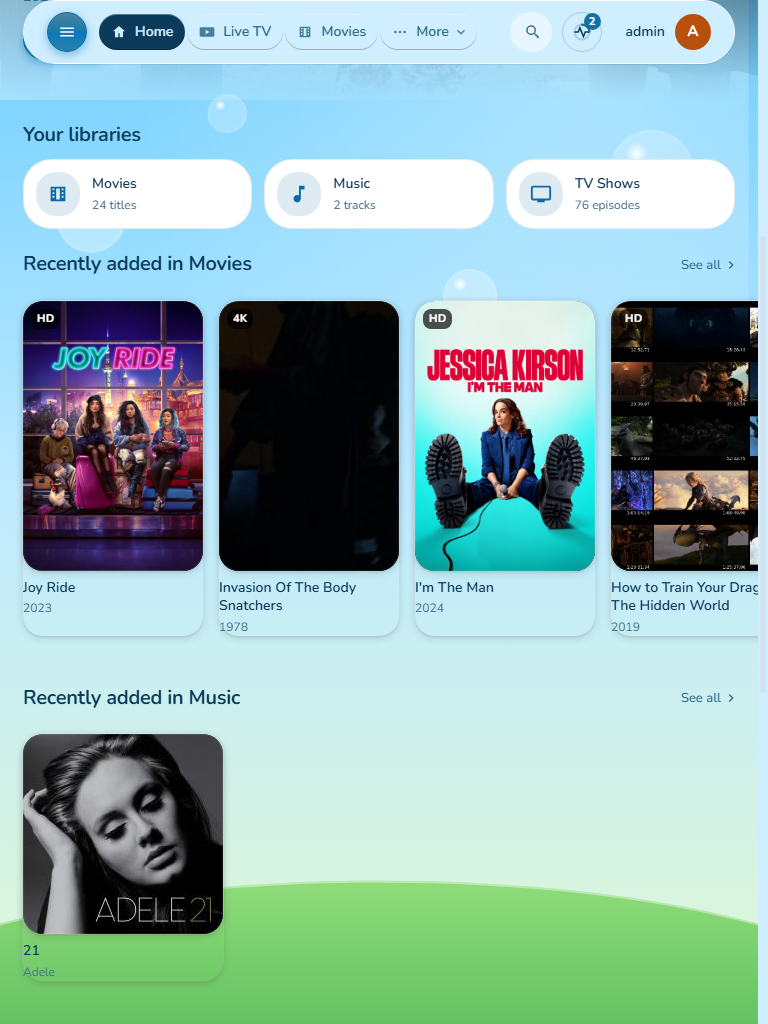 Home
Live TV
Movies
More
2
admin
A
Your libraries
Movies
24 titles
Music
2 tracks
TV Shows
76 episodes
Recently added in Movies
See all
HD
JOY RIDE
4K
HD
JESSICA KIRSON
I'M THE MAN
HD
Joy Ride
2023
Invasion Of The Body
Snatchers
1978
I'm The Man
2024
How to Train Your Drag
The Hidden World
2019
Recently added in Music
See all
ADELE 21
21
Adele